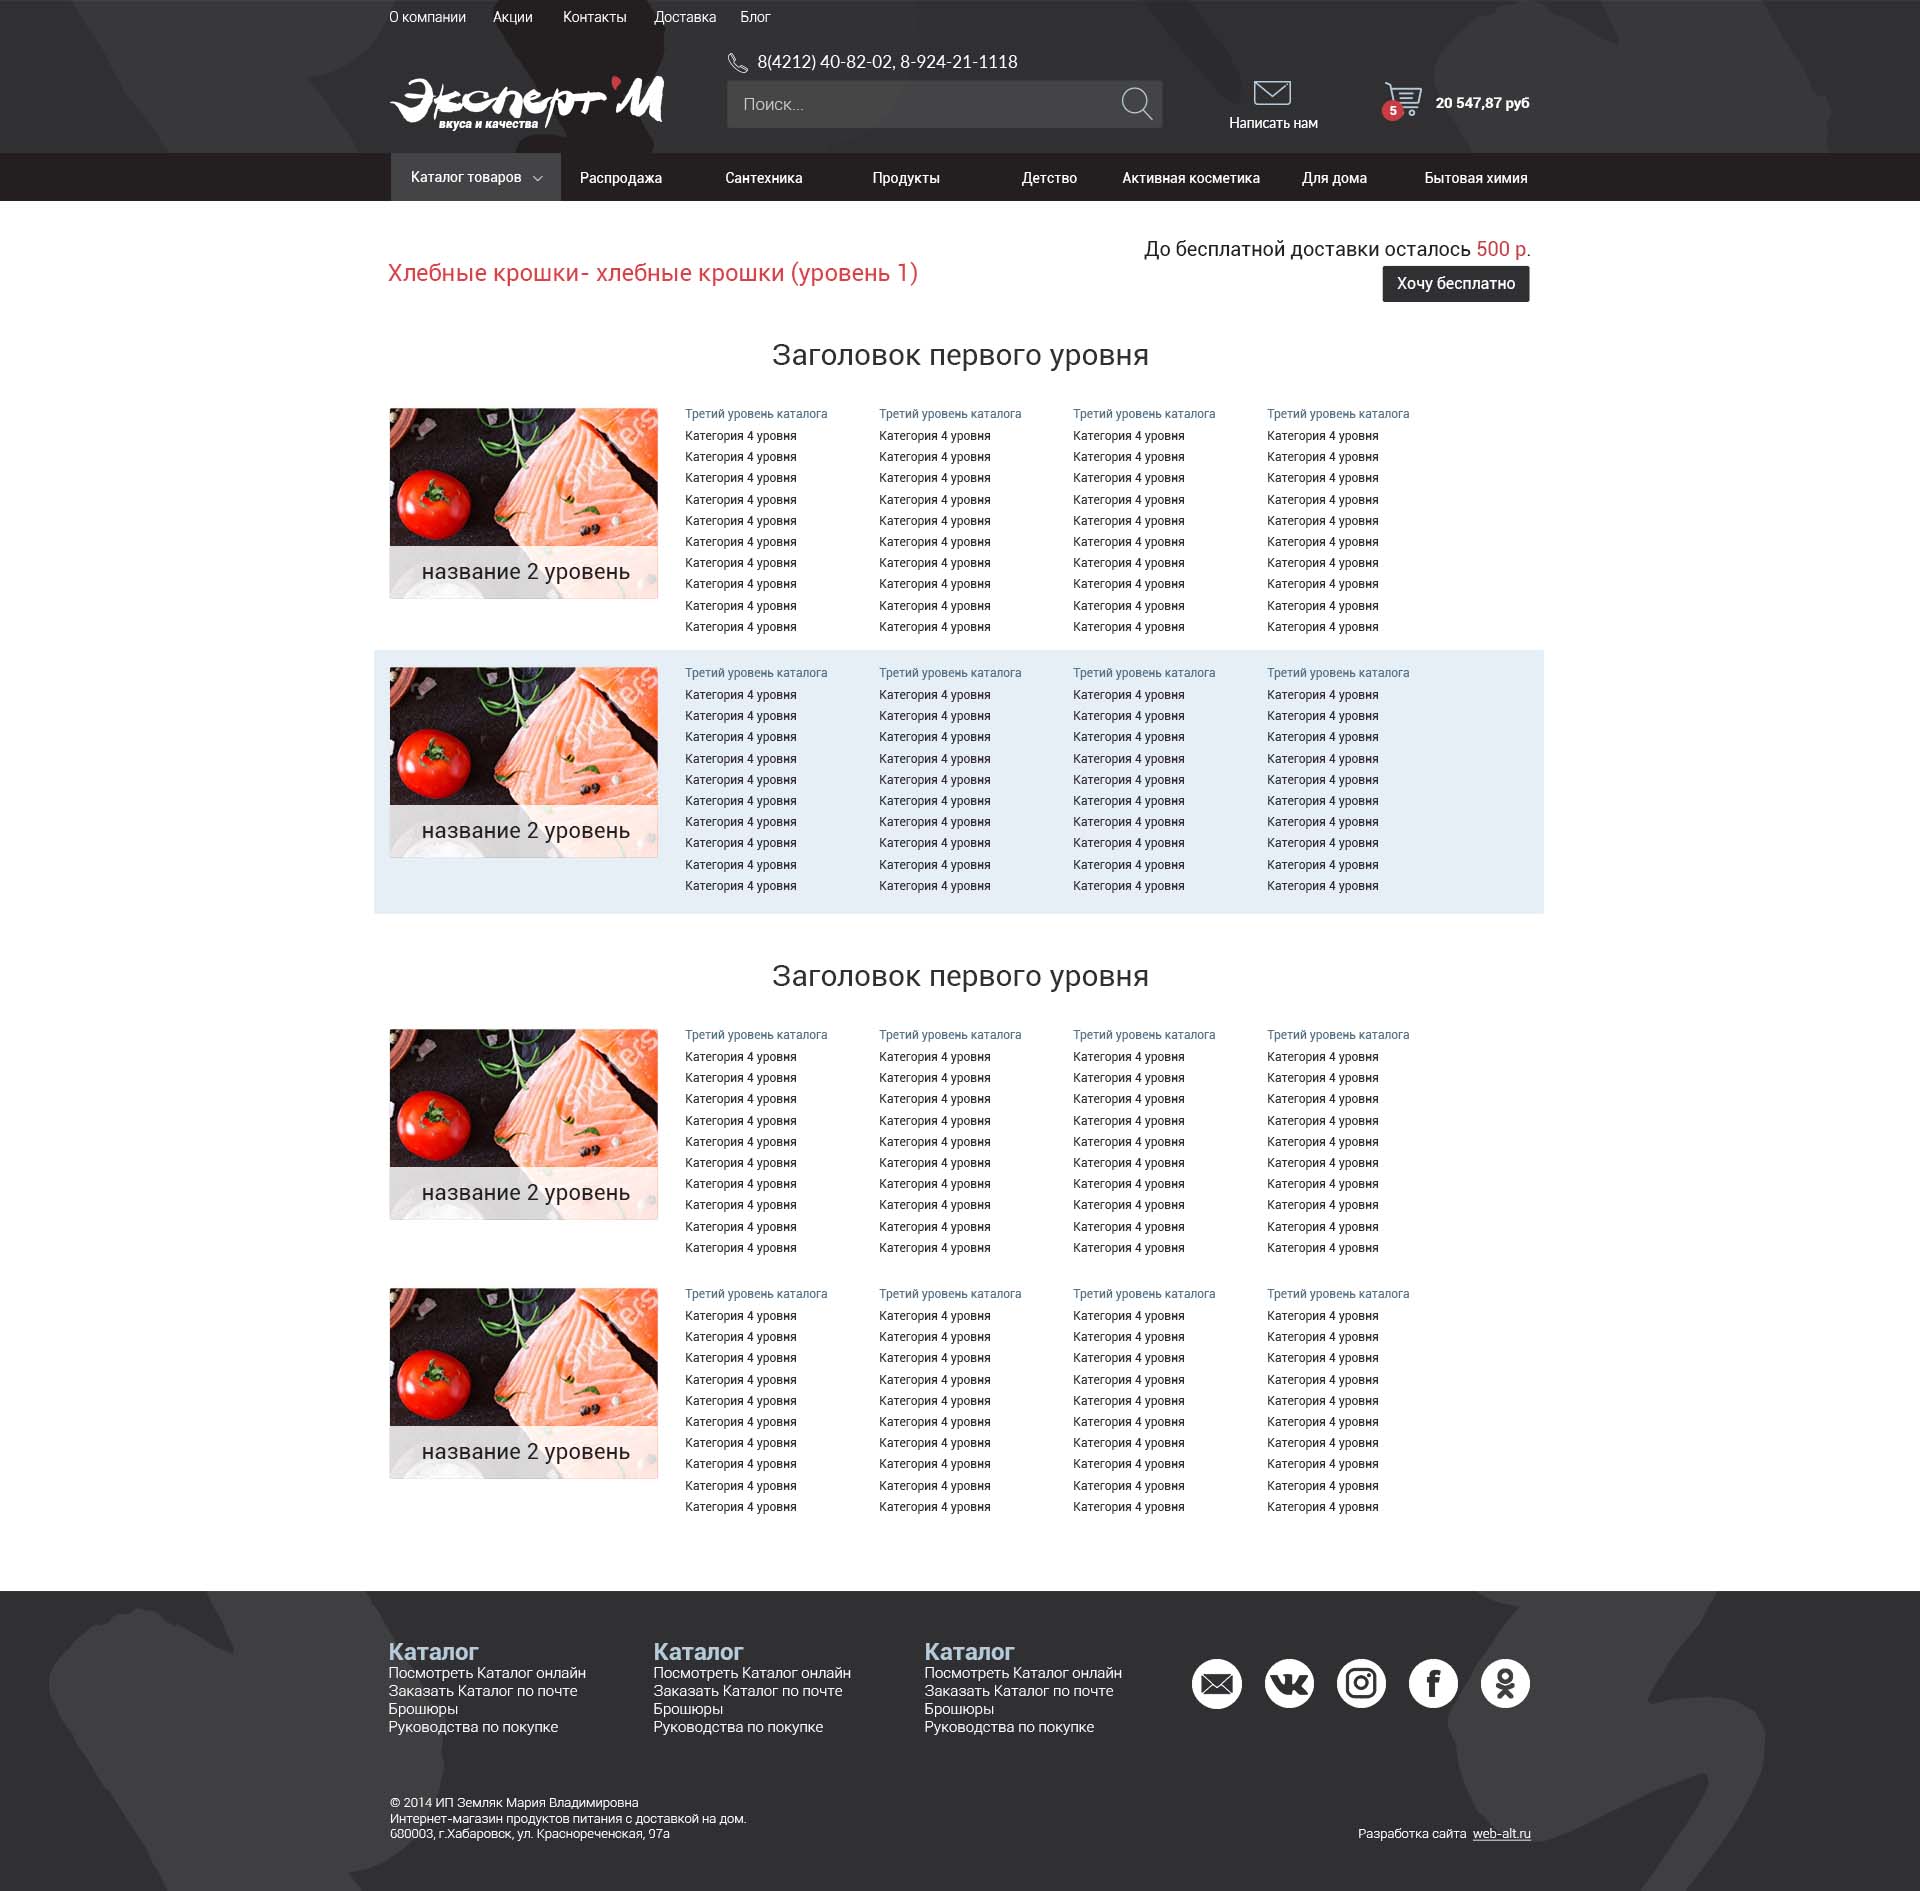 О компании Акции Контакты Доставка Блог
8(4212) 40-82-02, 8-924-21-1118
Эксперт'М
вкуса и качества
Поиск...
Написать нам
5 20 547,87 руб
Каталог товаров Распродажа Сантехника Продукты Детство Активная косметика Для дома Бытовая химия
До бесплатной доставки осталось 500 р.
Хлебные крошки- хлебные крошки (уровень 1)
Хочу бесплатно
Заголовок первого уровня
shutters
название 2 уровень
Третий уровень каталога Третий уровень каталога Третий уровень каталога Третий уровень каталога
Категория 4 уровня Категория 4 уровня Категория 4 уровня Категория 4 уровня
Категория 4 уровня Категория 4 уровня Категория 4 уровня Категория 4 уровня
Категория 4 уровня Категория 4 уровня Категория 4 уровня Категория 4 уровня
Категория 4 уровня Категория 4 уровня Категория 4 уровня Категория 4 уровня
Категория 4 уровня Категория 4 уровня Категория 4 уровня Категория 4 уровня
Категория 4 уровня Категория 4 уровня Категория 4 уровня Категория 4 уровня
Категория 4 уровня Категория 4 уровня Категория 4 уровня Категория 4 уровня
Категория 4 уровня Категория 4 уровня Категория 4 уровня Категория 4 уровня
Категория 4 уровня Категория 4 уровня Категория 4 уровня Категория 4 уровня
Категория 4 уровня Категория 4 уровня Категория 4 уровня Категория 4 уровня
shutters
название 2 уровень
Третий уровень каталога Третий уровень каталога Третий уровень каталога Третий уровень каталога
Категория 4 уровня Категория 4 уровня Категория 4 уровня Категория 4 уровня
Категория 4 уровня Категория 4 уровня Категория 4 уровня Категория 4 уровня
Категория 4 уровня Категория 4 уровня Категория 4 уровня Категория 4 уровня
Категория 4 уровня Категория 4 уровня Категория 4 уровня Категория 4 уровня
Категория 4 уровня Категория 4 уровня Категория 4 уровня Категория 4 уровня
Категория 4 уровня Категория 4 уровня Категория 4 уровня Категория 4 уровня
Категория 4 уровня Категория 4 уровня Категория 4 уровня Категория 4 уровня
Категория 4 уровня Категория 4 уровня Категория 4 уровня Категория 4 уровня
Категория 4 уровня Категория 4 уровня Категория 4 уровня Категория 4 уровня
Категория 4 уровня Категория 4 уровня Категория 4 уровня Категория 4 уровня
Заголовок первого уровня
shutters
название 2 уровень
Третий уровень каталога Третий уровень каталога Третий уровень каталога Третий уровень каталога
Категория 4 уровня Категория 4 уровня Категория 4 уровня Категория 4 уровня
Категория 4 уровня Категория 4 уровня Категория 4 уровня Категория 4 уровня
Категория 4 уровня Категория 4 уровня Категория 4 уровня Категория 4 уровня
Категория 4 уровня Категория 4 уровня Категория 4 уровня Категория 4 уровня
Категория 4 уровня Категория 4 уровня Категория 4 уровня Категория 4 уровня
Категория 4 уровня Категория 4 уровня Категория 4 уровня Категория 4 уровня
Категория 4 уровня Категория 4 уровня Категория 4 уровня Категория 4 уровня
Категория 4 уровня Категория 4 уровня Категория 4 уровня Категория 4 уровня
Категория 4 уровня Категория 4 уровня Категория 4 уровня Категория 4 уровня
Категория 4 уровня Категория 4 уровня Категория 4 уровня Категория 4 уровня
shutters
название 2 уровень
Третий уровень каталога Третий уровень каталога Третий уровень каталога Третий уровень каталога
Категория 4 уровня Категория 4 уровня Категория 4 уровня Категория 4 уровня
Категория 4 уровня Категория 4 уровня Категория 4 уровня Категория 4 уровня
Категория 4 уровня Категория 4 уровня Категория 4 уровня Категория 4 уровня
Категория 4 уровня Категория 4 уровня Категория 4 уровня Категория 4 уровня
Категория 4 уровня Категория 4 уровня Категория 4 уровня Категория 4 уровня
Категория 4 уровня Категория 4 уровня Категория 4 уровня Категория 4 уровня
Категория 4 уровня Категория 4 уровня Категория 4 уровня Категория 4 уровня
Категория 4 уровня Категория 4 уровня Категория 4 уровня Категория 4 уровня
Категория 4 уровня Категория 4 уровня Категория 4 уровня Категория 4 уровня
Категория 4 уровня Категория 4 уровня Категория 4 уровня Категория 4 уровня
Каталог Каталог Каталог
Посмотреть Каталог онлайн Посмотреть Каталог онлайн Посмотреть Каталог онлайн
Заказать Каталог по почте Заказать Каталог по почте Заказать Каталог по почте
Брошюры Брошюры Брошюры
Руководства по покупке Руководства по покупке Руководства по покупке
© 2014 ИП Земляк Мария Владимировна
Интернет-магазин продуктов питания с доставкой на дом.
680003, г.Хабаровск, ул. Краснореченская, 97а
Разработка сайта web-alt.ru